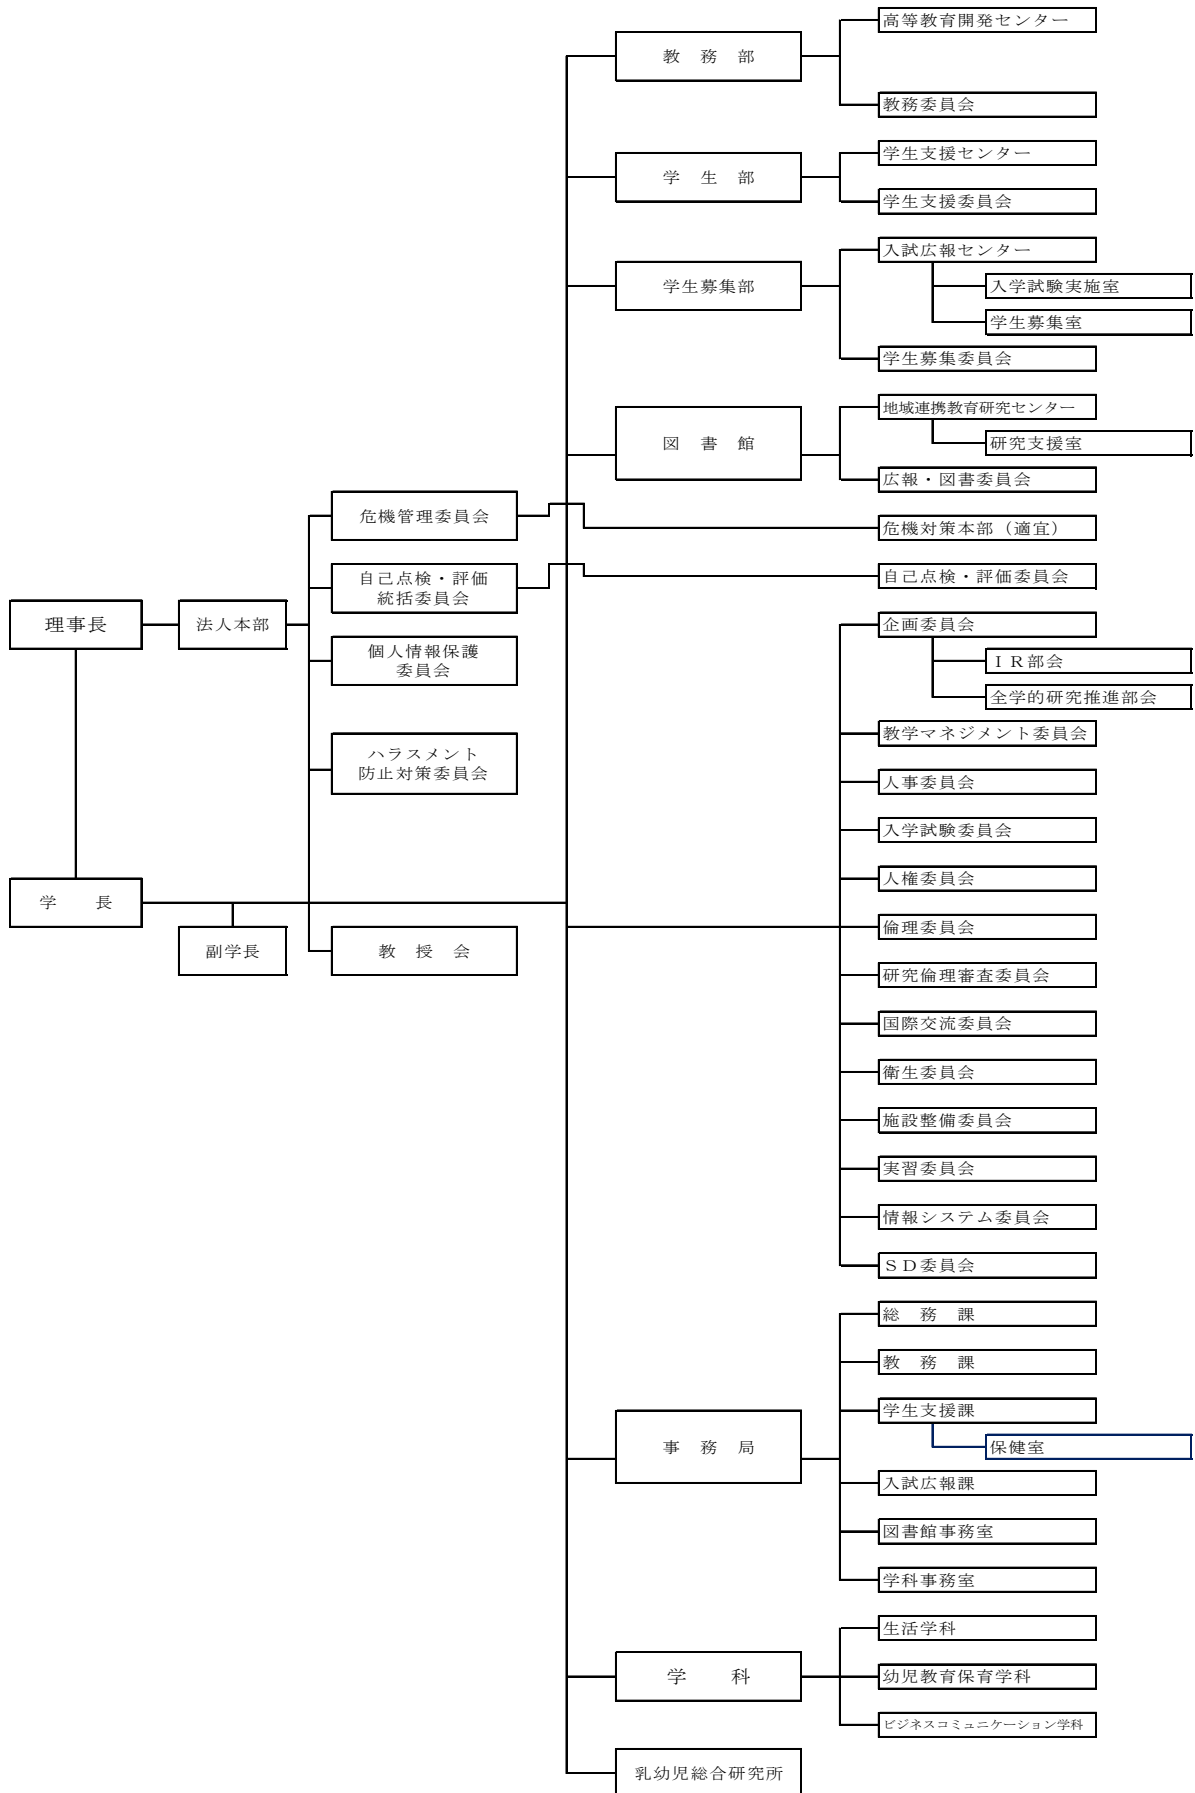 高等教育開発センター
教　務　部
教務委員会
学生支援センター
学　生　部
学生支援委員会
入試広報センター
学生募集部
入学試験実施室
学生募集室
学生募集委員会
地域連携教育研究センター
図　書　館
研究支援室
広報・図書委員会
危機管理委員会
危機対策本部（適宜）
自己点検・評価
統括委員会
自己点検・評価委員会
理事長
法人本部
企画委員会
個人情報保護
委員会
ＩＲ部会
全学的研究推進部会
教学マネジメント委員会
ハラスメント
防止対策委員会
人事委員会
入学試験委員会
人権委員会
学　　長
倫理委員会
副学長
教　授　会
研究倫理審査委員会
国際交流委員会
衛生委員会
施設整備委員会
実習委員会
情報システム委員会
ＳＤ委員会
総　務　課
教　務　課
学生支援課
事　務　局
保健室
入試広報課
図書館事務室
学科事務室
生活学科
学　　科
幼児教育保育学科
ビジネスコミュニケーション学科
乳幼児総合研究所